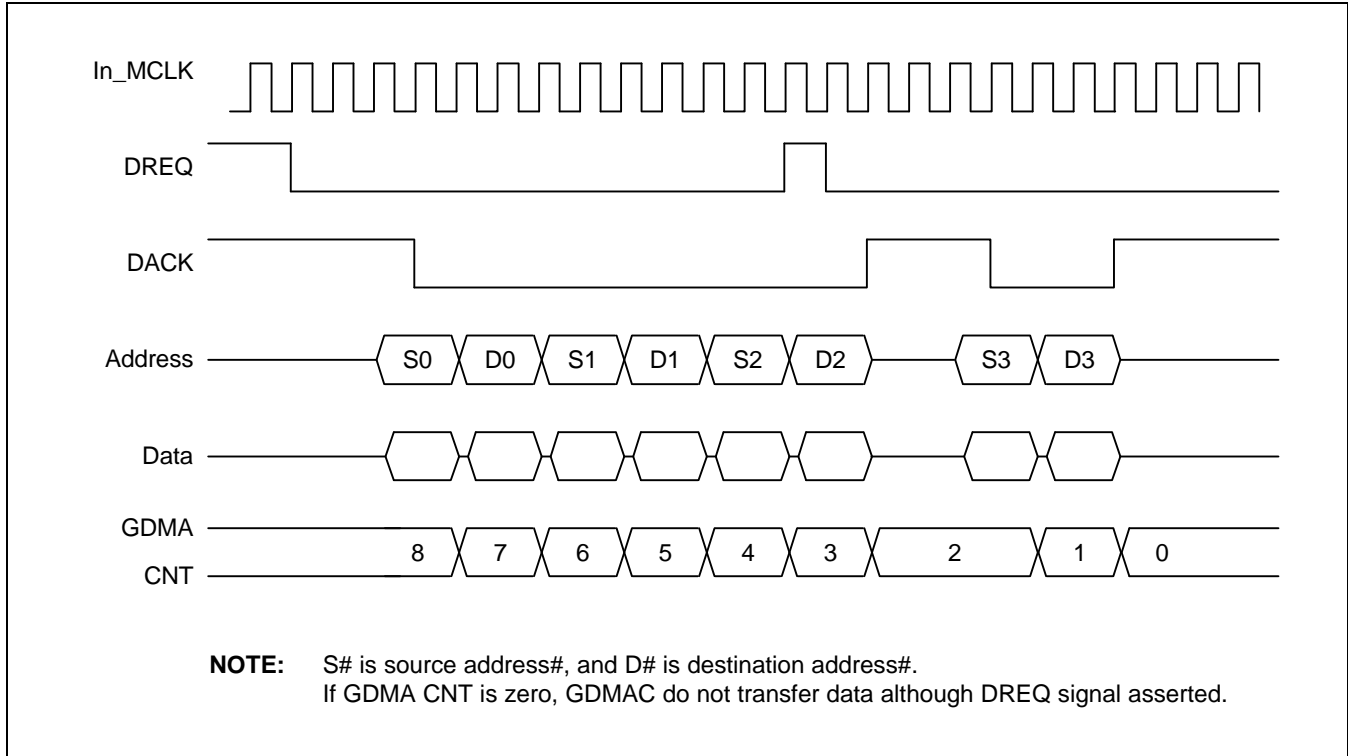 In_MCLK
DREQ
DACK
Address S0 D0 S1 D1 S2 D2 S3 D3
Data
GDMA
CNT
8 7 6 5 4 3 2 1 0
NOTE: S# is source address#, and D# is destination address#.
If GDMA CNT is zero, GDMAC do not transfer data although DREQ signal asserted.